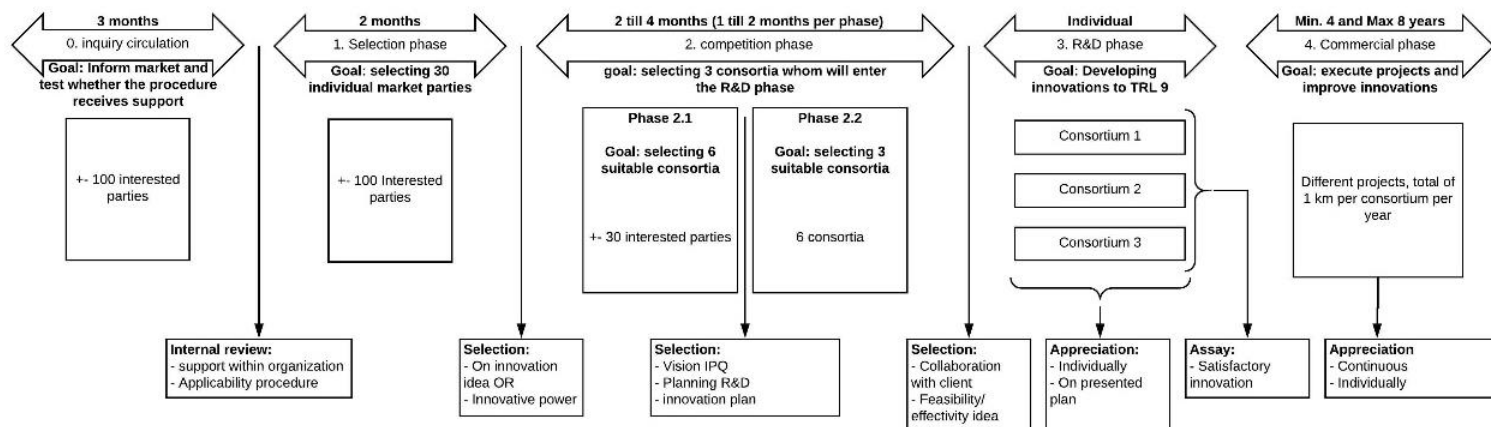 3 months
0. inquiry circulation
Goal: Inform market and
test whether the procedure
receives support
+- 100 interested
parties
2 months
1. Selection phase
Goal: selecting 30
individual market parties
+- 100 Interested
parties
2 till 4 months (1 till 2 months per phase)
2. competition phase
goal: selecting 3 consortia whom will enter
the R&D phase
Phase 2.1
Goal: selecting 6
suitable consortia
+- 30 interested parties
Phase 2.2
Goal: selecting 3
suitable consortia
6 consortia
Individual
3. R&D phase
Goal: Developing
innovations to TRL 9
Consortium 1
Consortium 2
Consortium 3
Min. 4 and Max 8 years
4. Commercial phase
Goal: execute projects and
improve innovations
Different projects, total of
1 km per consortium per
year
Internal review:
- support within organization
- Applicability procedure
Selection:
- On innovation
idea OR
- Innovative power
Selection:
- Vision IPQ
- Planning R&D
- innovation plan
Selection:
- Collaboration
with client
- Feasibility/
effectivity idea
Appreciation:
- Individually
- On presented
plan
Assay:
- Satisfactory
innovation
Appreciation
- Continuous
- Individually